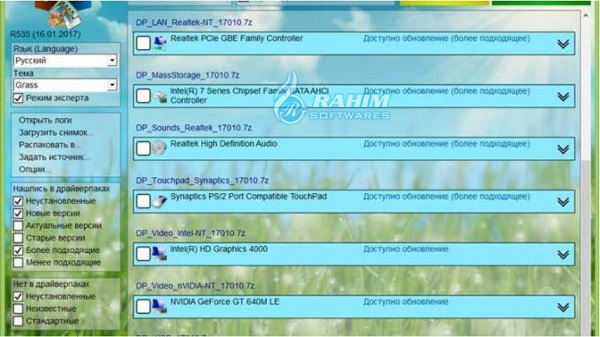 R535 (16.01.2017)
Язык (Language)
Русский
Тема
Grass
Режим эксперта
Открыть логи
Загрузить снимок...
Распаковать в...
Задать источник...
Опции...
Нашлись в драйверпаках
Неустановленные
Новые версии
Актуальные версии
Старые версии
Более подходящие
Менее подходящие
Нет в драйверпаках
Неустановленные
Неизвестные
Стандартные
DP_LAN_Realtek-NT_17010.7z
Realtek PCIe GBE Family Controller
Доступно обновление (более подходящее)
DP_MassStorage_17010.7z
Intel(R) 7 Series Chipset Family SATA AHCI
Controller
Доступно обновление (более подходящее)
RAHIM
SOFTWARES
DP_Sounds_Realtek_17010.7z
Realtek High Definition Audio
Доступно обновление (более подходящее)
DP_Touchpad_Synaptics_17010.7z
Synaptics PS/2 Port Compatible TouchPad
Доступно обновление (более подходящее)
DP_Video_Intel-NT_17010.7z
Intel(R) HD Graphics 4000
Доступно обновление
DP_Video_nVIDIA-NT_17010.7z
NVIDIA GeForce GT 640M LE
Доступно обновление